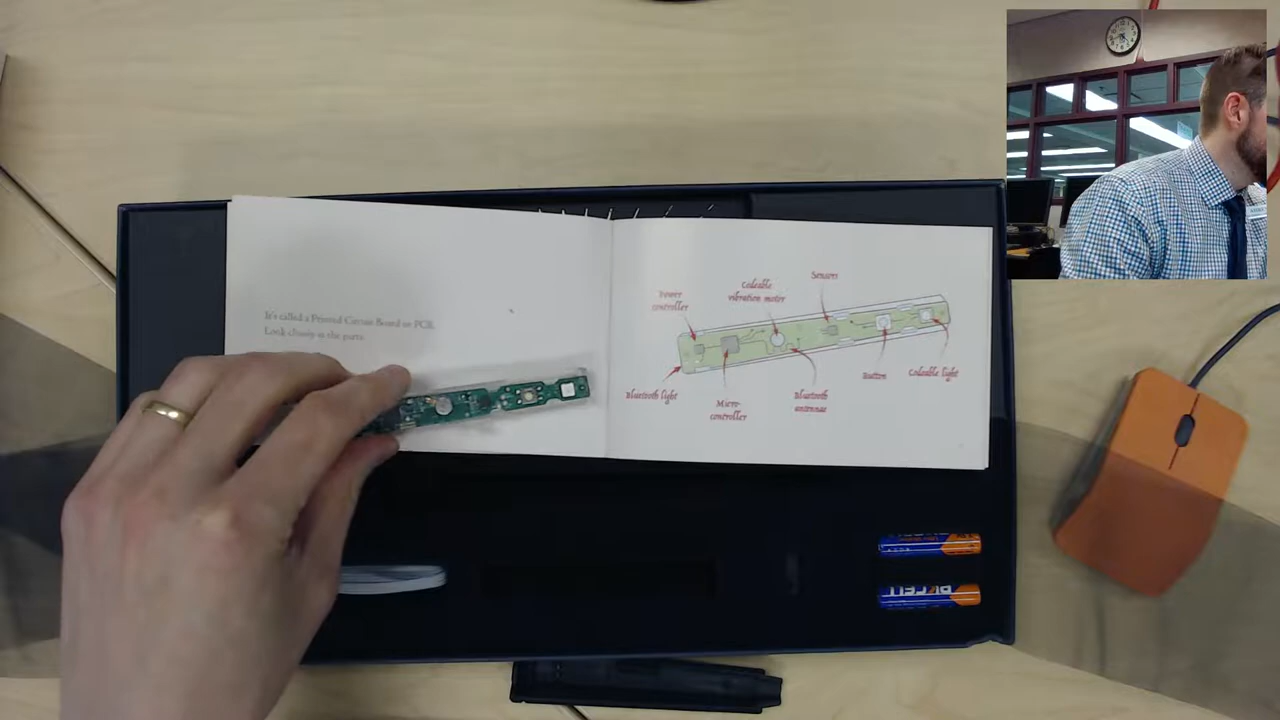 It's called a Printed Circuit Board or PCB.
Look closely at the parts.
Power
controller
Codeable
vibration motor
Sensors
Bluetooth light
Micro-
controller
Bluetooth
antennae
Button
Codeable light